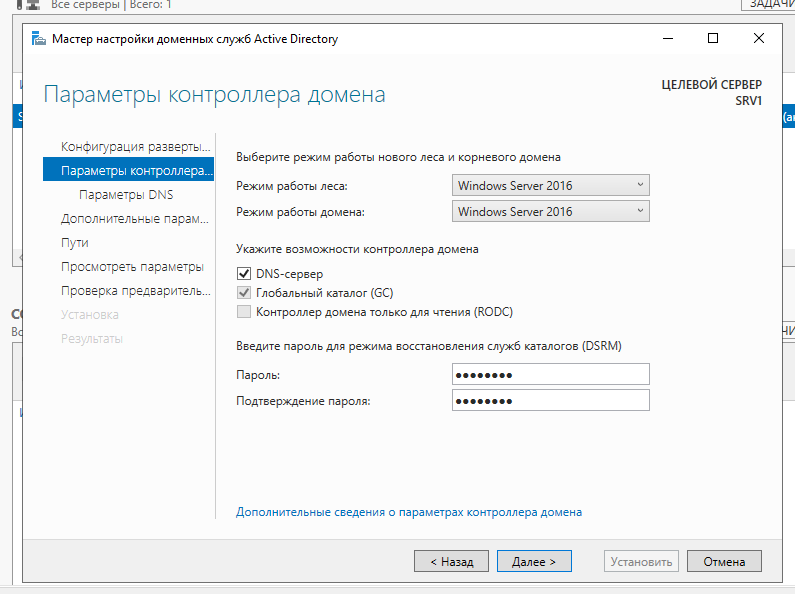 Все серверы | Всего: 1
ЗАДАЧИ
Мастер настройки доменных служб Active Directory
Параметры контроллера домена
ЦЕЛЕВОЙ СЕРВЕР
SRV1
Конфигурация разверты...
Параметры контроллера...
Параметры DNS
Дополнительные парам...
Пути
Просмотреть параметры
Проверка предваритель...
Установка
Результаты
Выберите режим работы нового леса и корневого домена
Режим работы леса: Windows Server 2016
Режим работы домена: Windows Server 2016
Укажите возможности контроллера домена
DNS-сервер
Глобальный каталог (GC)
Контроллер домена только для чтения (RODC)
Введите пароль для режима восстановления служб каталогов (DSRM)
Пароль: ●●●●●●●●
Подтверждение пароля: ●●●●●●●●
Дополнительные сведения о параметрах контроллера домена
< Назад
Далее >
Установить
Отмена